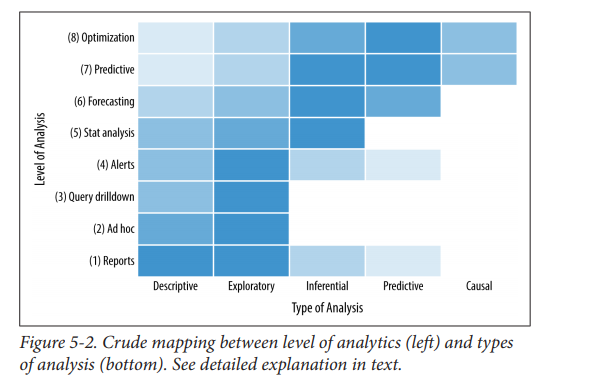 (8) Optimization
(7) Predictive
(6) Forecasting
(5) Stat analysis
(4) Alerts
(3) Query drilldown
(2) Ad hoc
(1) Reports
Level of Analysis
Descriptive Exploratory Inferential Predictive Causal
Type of Analysis
Figure 5-2. Crude mapping between level of analytics (left) and types
of analysis (bottom). See detailed explanation in text.